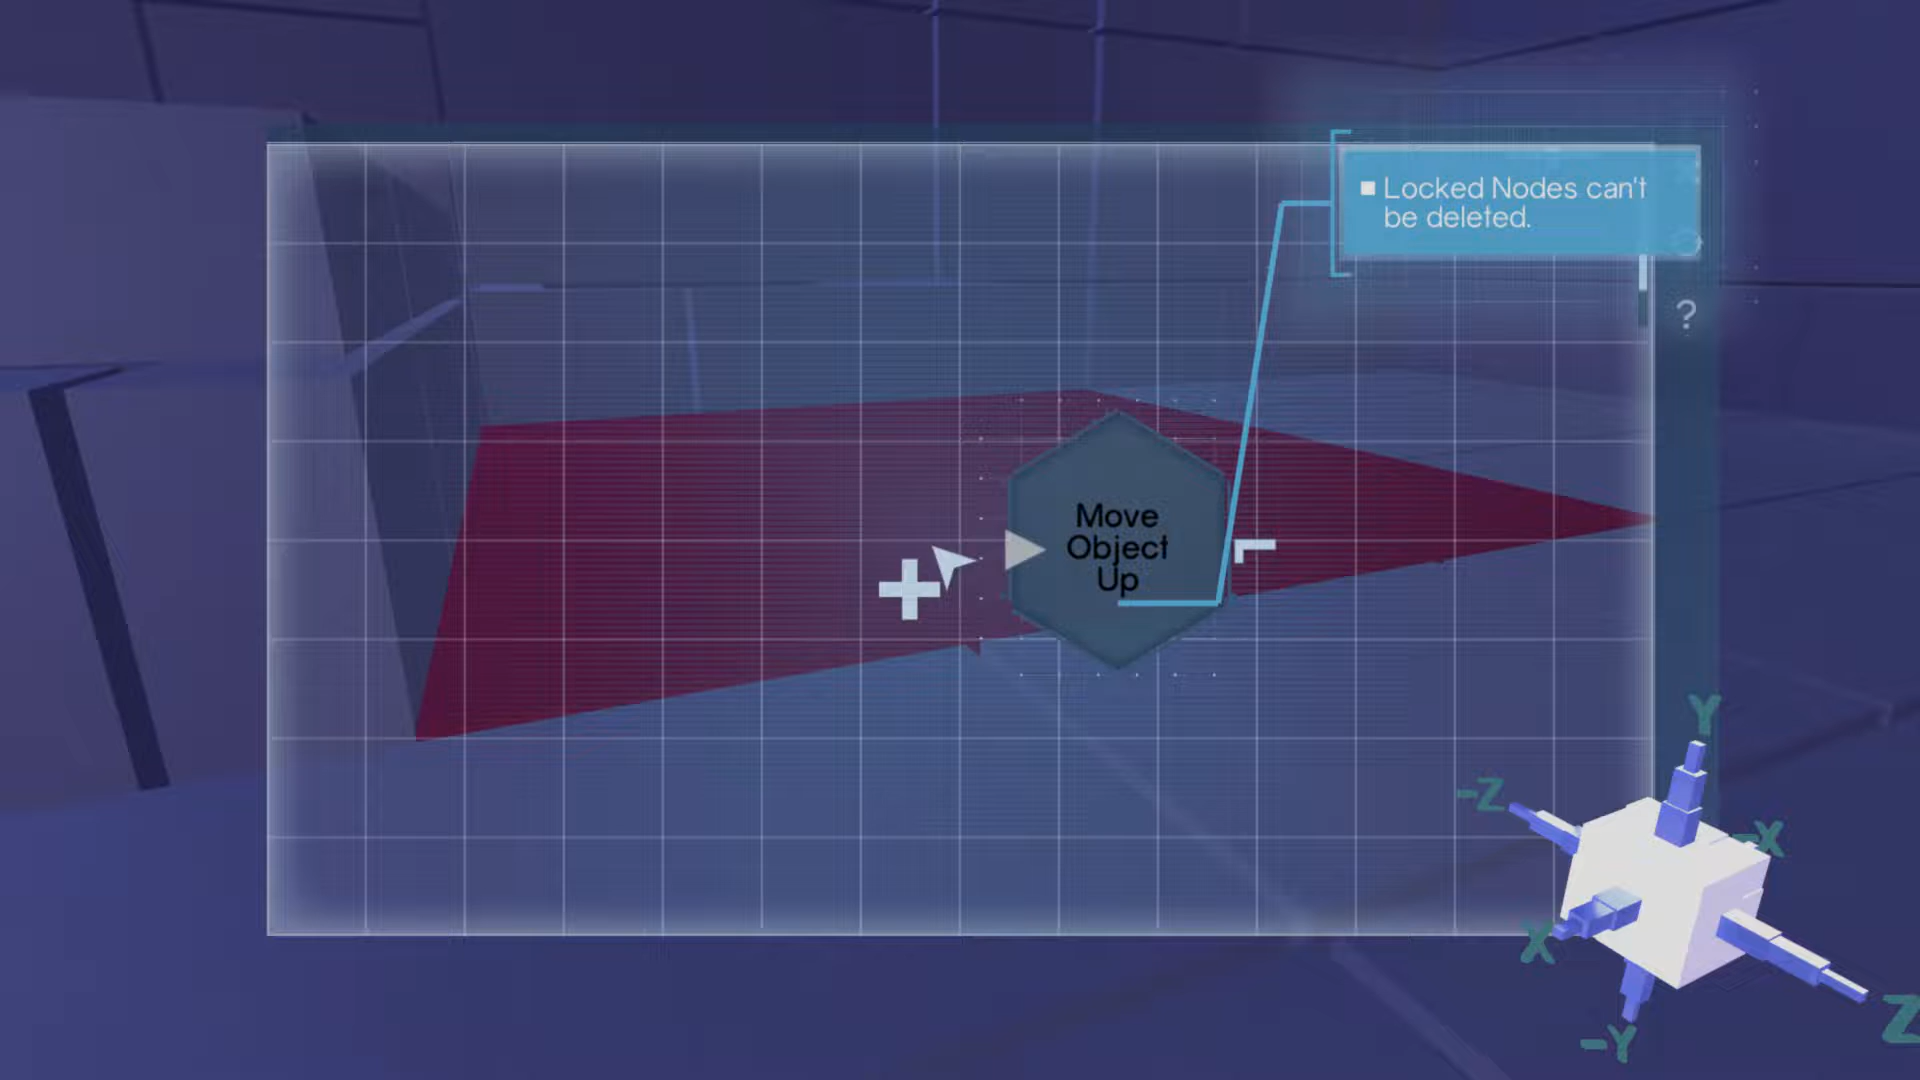 Locked Nodes can't
be deleted.
?
Move
Object
Up
Y
-Z
-X
X
Z
-Y